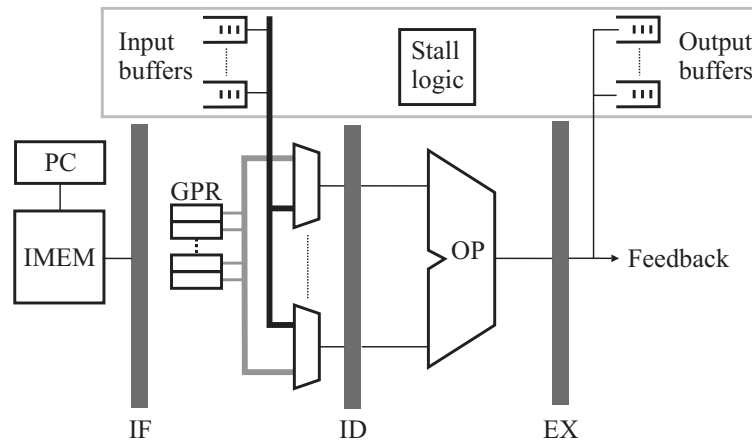 Input
buffers
Stall
logic
Output
buffers
PC
GPR
IMEM
OP
Feedback
IF
ID
EX